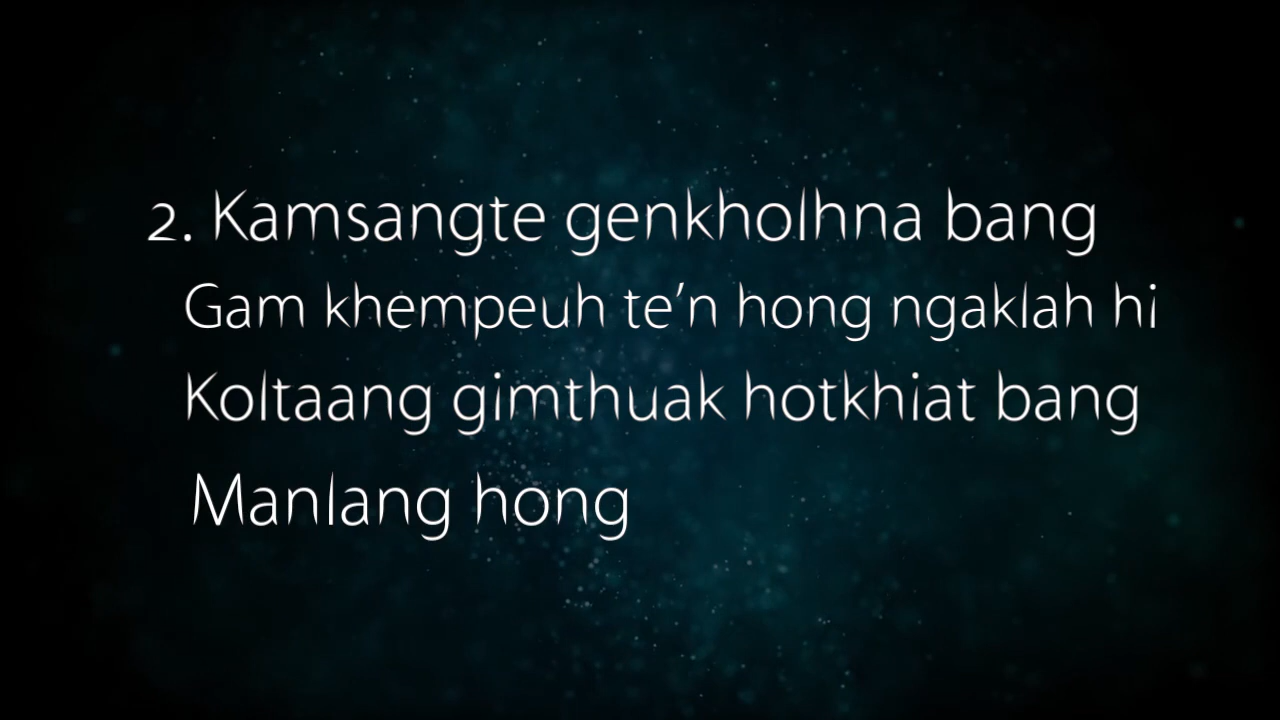 2. Kamsangte genkholhna bang
Gam khempeuh te’n hong ngaklah hi
Koltaang gimthuak hotkhiat bang
Manlang hong